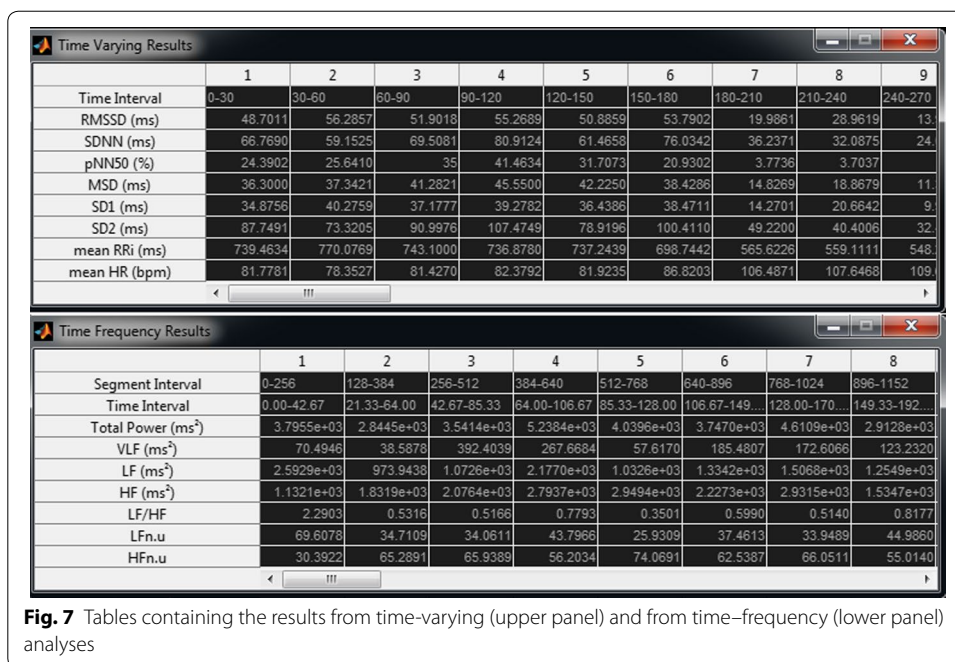 Time Varying Results
1 2 3 4 5 6 7 8 9
Time Interval 0-30 30-60 60-90 90-120 120-150 150-180 180-210 210-240 240-270
RMSSD (ms) 48.7011 56.2857 51.9018 55.2689 50.8859 53.7902 19.9861 28.9619 13.
SDNN (ms) 66.7690 59.1525 69.5081 80.9124 61.4658 76.0342 36.2371 32.0875 24.
pNN50 (%) 24.3902 25.6410 35 41.4634 31.7073 20.9302 3.7736 3.7037
MSD (ms) 36.3000 37.3421 41.2821 45.5500 42.2250 38.4286 14.8269 18.8679 11.
SD1 (ms) 34.8756 40.2759 37.1777 39.2782 36.4386 38.4711 14.2701 20.6642 9.
SD2 (ms) 87.7491 73.3205 90.9976 107.4749 78.9196 100.4110 49.2200 40.4006 32.
mean RRi (ms) 739.4634 770.0769 743.1000 736.8780 737.2439 698.7442 565.6226 559.1111 548.
mean HR (bpm) 81.7781 78.3527 81.4270 82.3792 81.9235 86.8203 106.4871 107.6468 109.
Time Frequency Results
1 2 3 4 5 6 7 8
Segment Interval 0-256 128-384 256-512 384-640 512-768 640-896 768-1024 896-1152
Time Interval 0.00-42.67 21.33-64.00 42.67-85.33 64.00-106.67 85.33-128.00 106.67-149.... 128.00-170.... 149.33-192....
Total Power (ms²) 3.7955e+03 2.8445e+03 3.5414e+03 5.2384e+03 4.0396e+03 3.7470e+03 4.6109e+03 2.9128e+03
VLF (ms²) 70.4946 38.5878 392.4039 267.6684 57.6170 185.4807 172.6066 123.2320
LF (ms²) 2.5929e+03 973.9438 1.0726e+03 2.1770e+03 1.0326e+03 1.3342e+03 1.5068e+03 1.2549e+03
HF (ms²) 1.1321e+03 1.8319e+03 2.0764e+03 2.7937e+03 2.9494e+03 2.2273e+03 2.9315e+03 1.5347e+03
LF/HF 2.2903 0.5316 0.5166 0.7793 0.3501 0.5990 0.5140 0.8177
LFn.u 69.6078 34.7109 34.0611 43.7966 25.9309 37.4613 33.9489 44.9860
HFn.u 30.3922 65.2891 65.9389 56.2034 74.0691 62.5387 66.0511 55.0140
Fig. 7 Tables containing the results from time-varying (upper panel) and from time–frequency (lower panel)
analyses